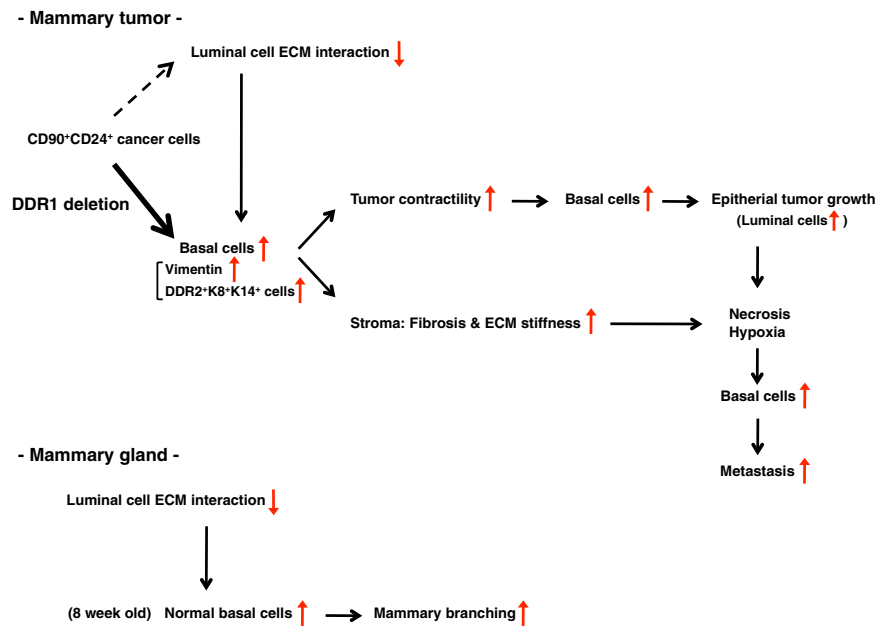 - Mammary tumor -
Luminal cell ECM interaction
CD90⁺CD24⁺ cancer cells
DDR1 deletion
Tumor contractility
Basal cells
Epitherial tumor growth
(Luminal cells )
Basal cells
Vimentin
DDR2⁺K8⁺K14⁺ cells
Stroma: Fibrosis & ECM stiffness
Necrosis
Hypoxia
Basal cells
Metastasis
- Mammary gland -
Luminal cell ECM interaction
(8 week old) Normal basal cells
Mammary branching